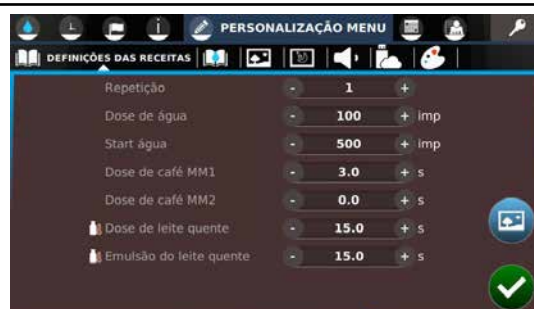 PERSONALIZAÇÃO MENU
DEFINIÇÕES DAS RECEITAS
Repetição - 1 +
Dose de água - 100 + imp
Start água - 500 + imp
Dose de café MM1 - 3.0 + s
Dose de café MM2 - 0.0 + s
Dose de leite quente - 15.0 + s
Emulsão do leite quente - 15.0 + s